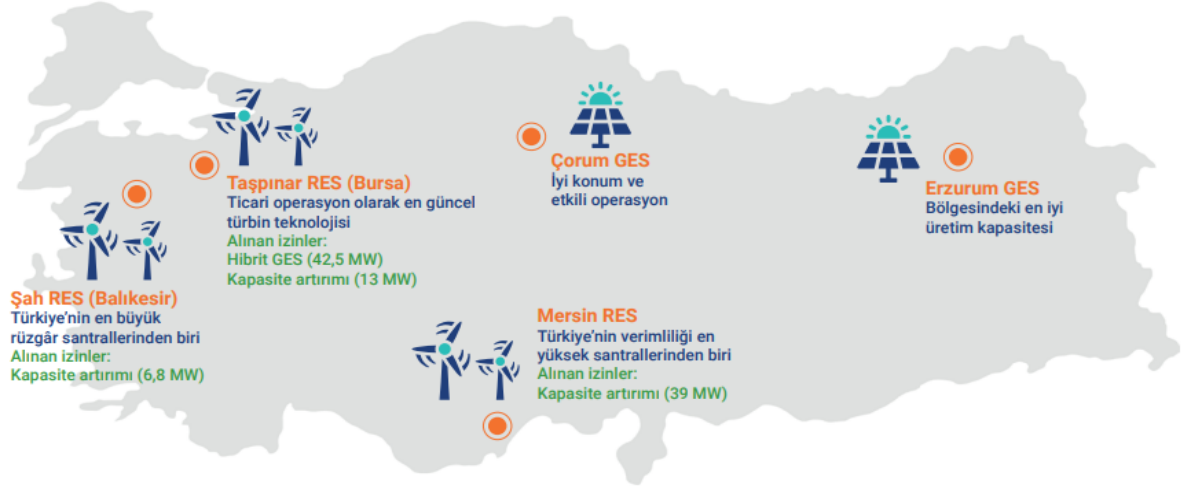 Taşpınar RES (Bursa)
Ticari operasyon olarak en güncel
türbin teknolojisi
Alınan izinler:
Hibrit GES (42,5 MW)
Kapasite artırımı (13 MW)
Çorum GES
İyi konum ve
etkili operasyon
Erzurum GES
Bölgesindeki en iyi
üretim kapasitesi
Şah RES (Balıkesir)
Türkiye’nin en büyük
rüzgâr santrallerinden biri
Alınan izinler:
Kapasite artırımı (6,8 MW)
Mersin RES
Türkiye’nin verimliliği en
yüksek santrallerinden biri
Alınan izinler:
Kapasite artırımı (39 MW)